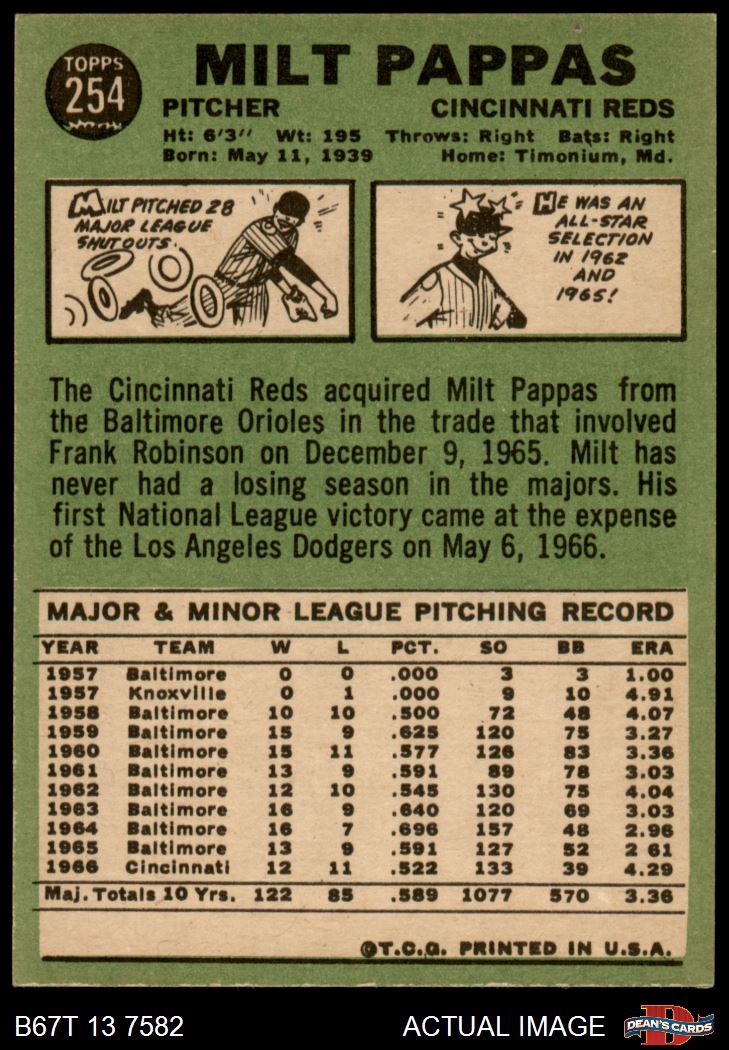 TOPPS
254
MILT PAPPAS
PITCHER CINCINNATI REDS
Ht: 6'3" Wt: 195 Throws: Right Bats: Right
Born: May 11, 1939 Home: Timonium, Md.
MILT PITCHED 28
MAJOR LEAGUE
SHUTOUTS.
HE WAS AN
ALL-STAR
SELECTION
IN 1962
AND
1965!
The Cincinnati Reds acquired Milt Pappas from
the Baltimore Orioles in the trade that involved
Frank Robinson on December 9, 1965. Milt has
never had a losing season in the majors. His
first National League victory came at the expense
of the Los Angeles Dodgers on May 6, 1966.
MAJOR & MINOR LEAGUE PITCHING RECORD
YEAR TEAM W L PCT. SO BB ERA
1957 Baltimore 0 0 .000 3 3 1.00
1957 Knoxville 0 1 .000 9 10 4.91
1958 Baltimore 10 10 .500 72 48 4.07
1959 Baltimore 15 9 .625 120 75 3.27
1960 Baltimore 15 11 .577 126 83 3.36
1961 Baltimore 13 9 .591 89 78 3.03
1962 Baltimore 12 10 .545 130 75 4.04
1963 Baltimore 16 9 .640 120 69 3.03
1964 Baltimore 16 7 .696 157 48 2.96
1965 Baltimore 13 9 .591 127 52 2 61
1966 Cincinnati 12 11 .522 133 39 4.29
Maj. Totals 10 Yrs. 122 85 .589 1077 570 3.36
©T.C.G. PRINTED IN U.S.A.
B67T 13 7582 ACTUAL IMAGE
D
DEAN'S CARDS